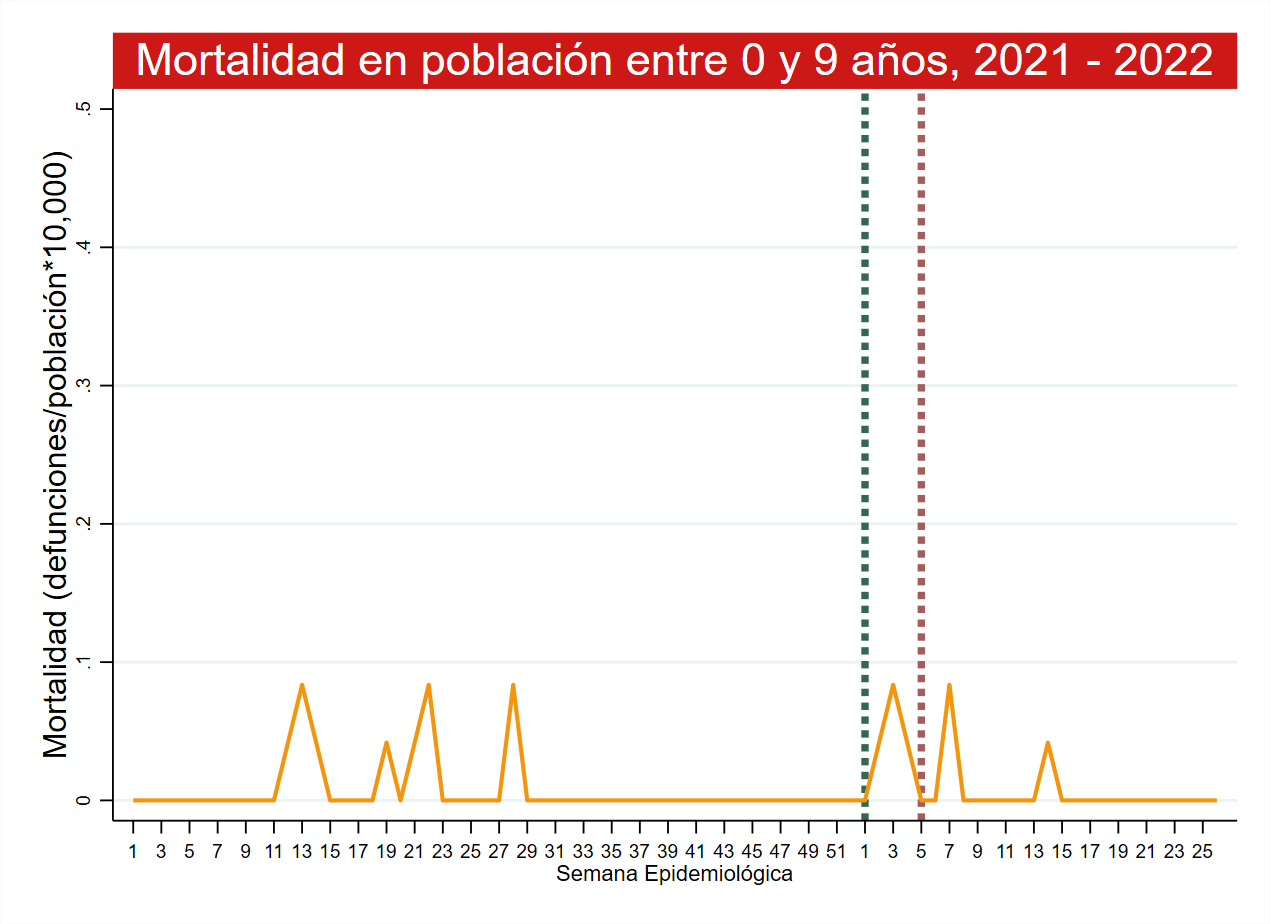 Mortalidad en población entre 0 y 9 años, 2021 - 2022
Mortalidad (defunciones/población*10,000)
.5
.4
.3
.2
.1
0
1 3 5 7 9 11 13 15 17 19 21 23 25 27 29 31 33 35 37 39 41 43 45 47 49 51 1 3 5 7 9 11 13 15 17 19 21 23 25
Semana Epidemiológica